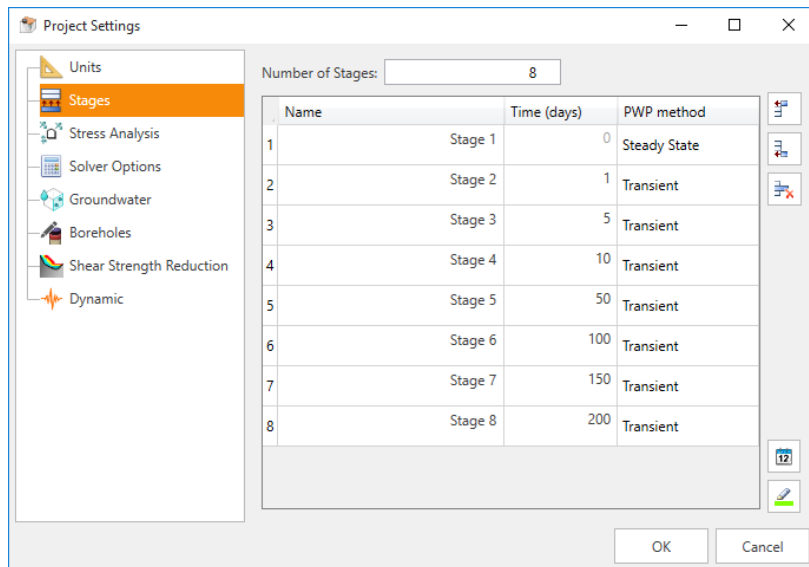 Project Settings
Units
Stages
Stress Analysis
Solver Options
Groundwater
Boreholes
Shear Strength Reduction
Dynamic
Number of Stages: 8
Name Time (days) PWP method
1 Stage 1 0 Steady State
2 Stage 2 1 Transient
3 Stage 3 5 Transient
4 Stage 4 10 Transient
5 Stage 5 50 Transient
6 Stage 6 100 Transient
7 Stage 7 150 Transient
8 Stage 8 200 Transient
12
OK Cancel